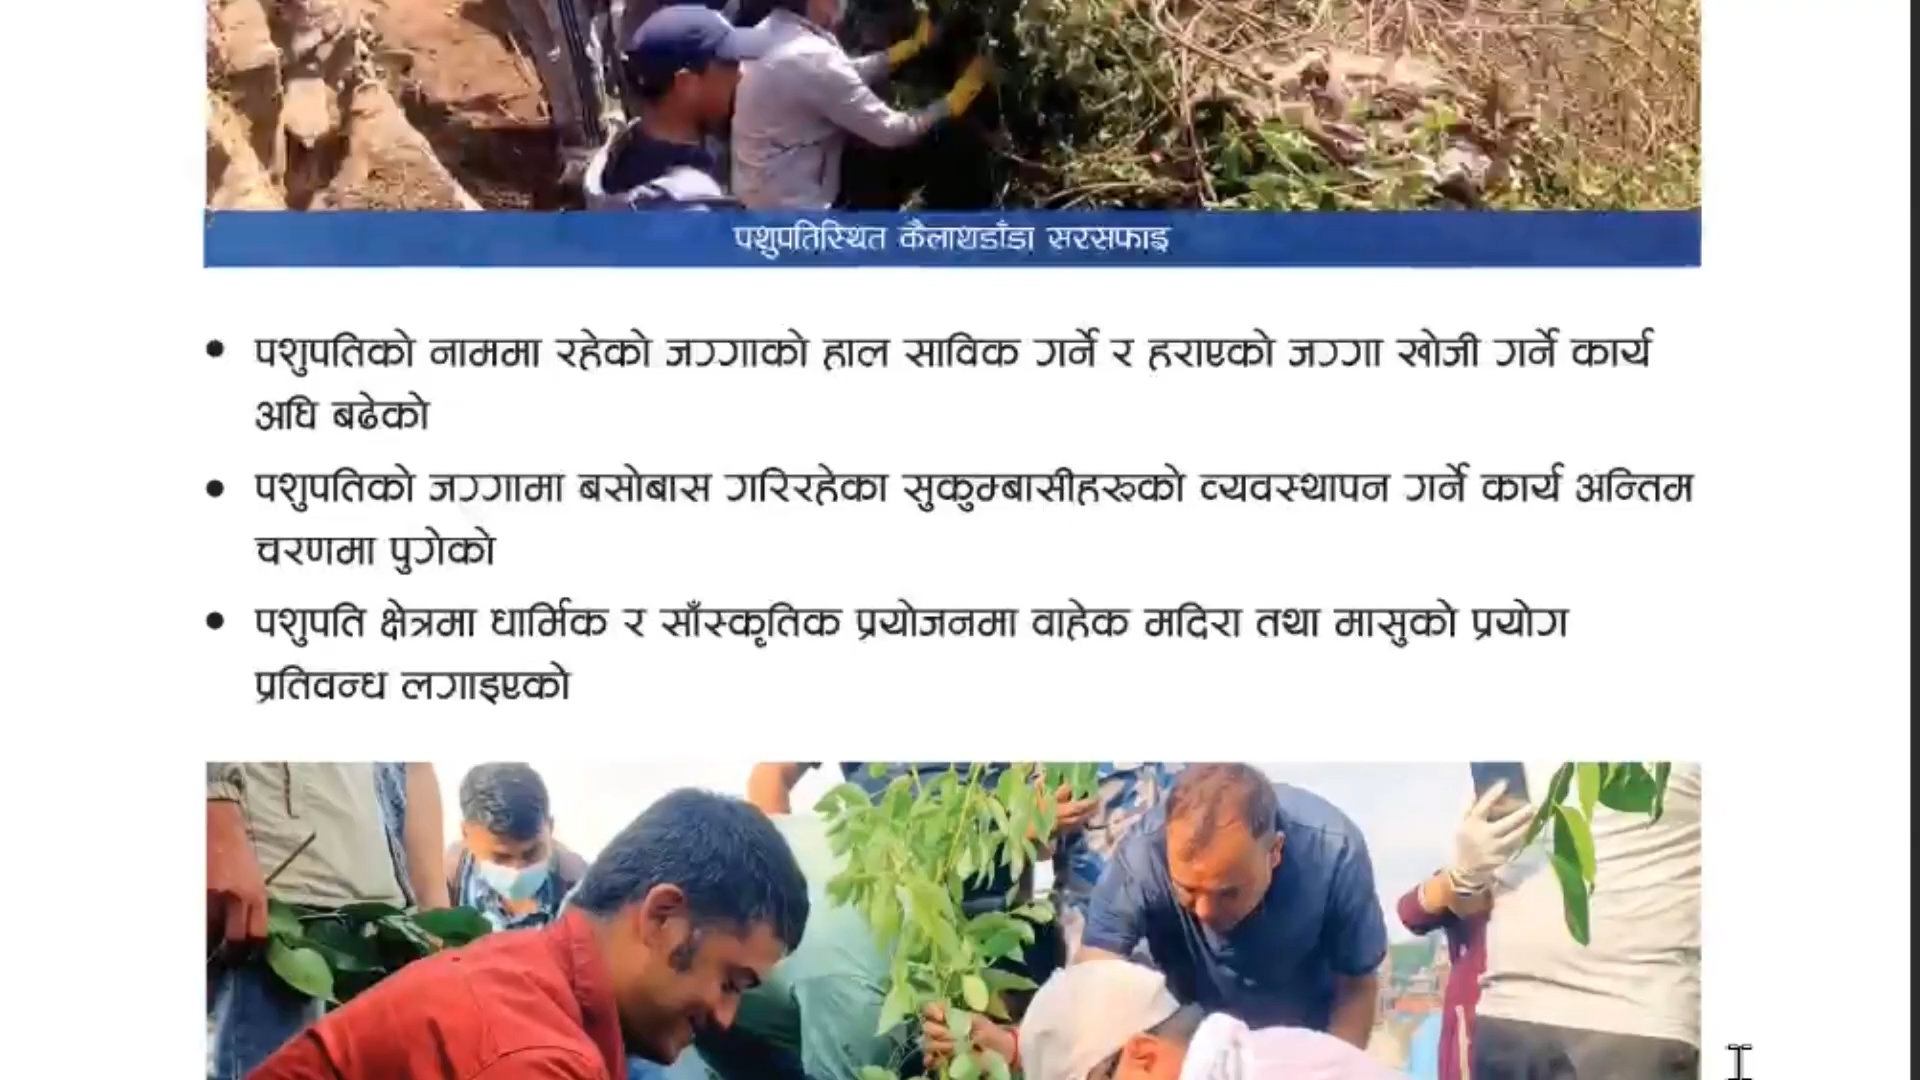 पशुपतिस्थित कैलाशडाँडा सरसफाइ
• पशुपतिको नाममा रहेको जग्गाको हाल साविक गर्ने र हराएको जग्गा खोजी गर्ने कार्य
अघि बढेको
• पशुपतिको जग्गामा बसोबास गरिरहेका सुकुम्बासीहरुको व्यवस्थापन गर्ने कार्य अन्तिम
चरणमा पुगेको
• पशुपति क्षेत्रमा धार्मिक र साँस्कृतिक प्रयोजनमा वाहेक मदिरा तथा मासुको प्रयोग
प्रतिवन्ध लगाइएको